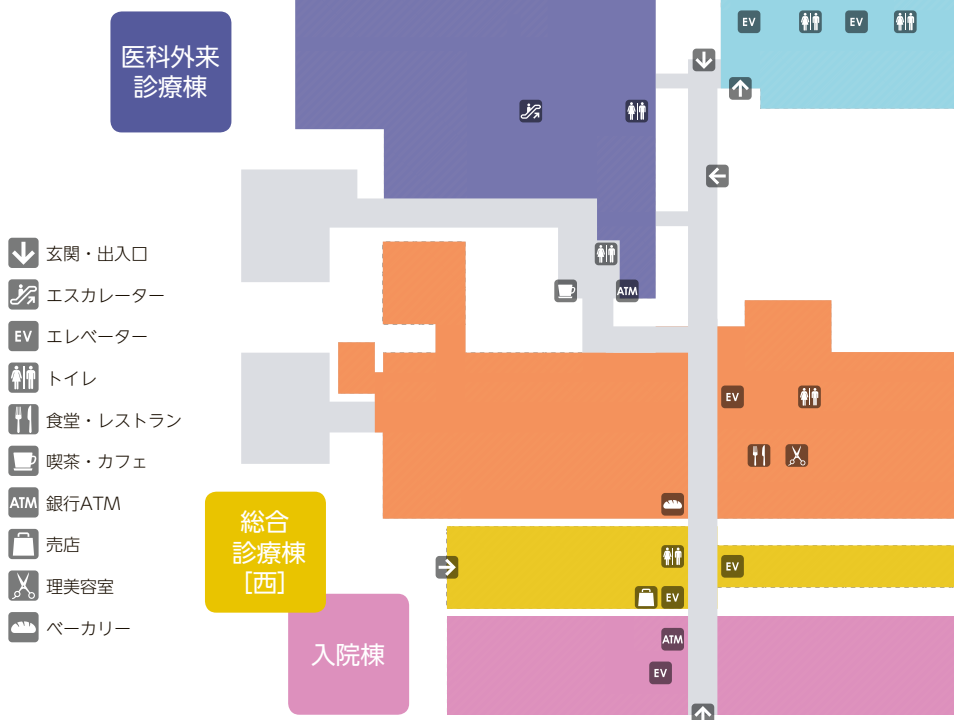 医科外来
診療棟
EV
EV
玄関・出入口
エスカレーター
EV
エレベーター
トイレ
食堂・レストラン
喫茶・カフェ
ATM
銀行ATM
売店
理美容室
ベーカリー
ATM
EV
総合
診療棟
[西]
EV
EV
入院棟
ATM
EV